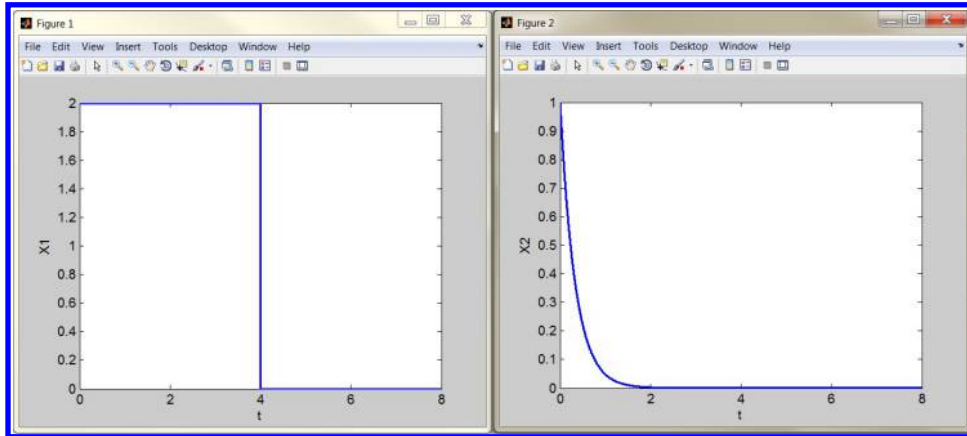 Figure 1
File Edit View Insert Tools Desktop Window Help
2
1.8
1.6
1.4
1.2
1
0.8
0.6
0.4
0.2
0
X1
0 2 4 6 8
t
Figure 2
File Edit View Insert Tools Desktop Window Help
1
0.9
0.8
0.7
0.6
0.5
0.4
0.3
0.2
0.1
0
X2
0 2 4 6 8
t